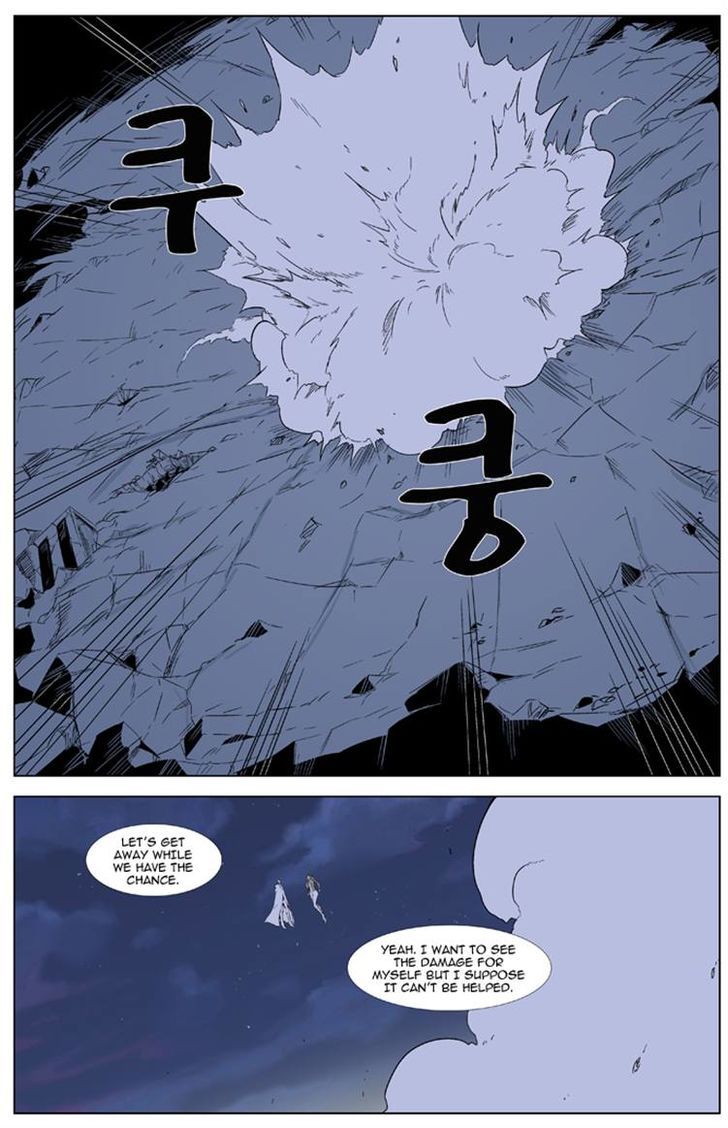 쿠
쿵
LET'S GET
AWAY WHILE
WE HAVE THE
CHANCE.
YEAH. I WANT TO SEE
THE DAMAGE FOR
MYSELF BUT I SUPPOSE
IT CAN'T BE HELPED.